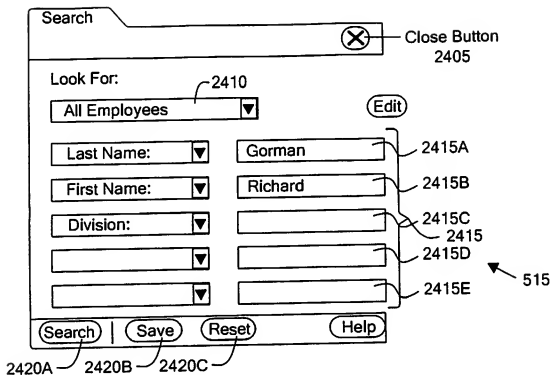 Search
Close Button
2405
Look For:
2410
All Employees
Edit
Last Name:
Gorman
2415A
First Name:
Richard
2415B
Division:
2415C
2415
2415D
515
2415E
Search
Save
Reset
Help
2420A
2420B
2420C